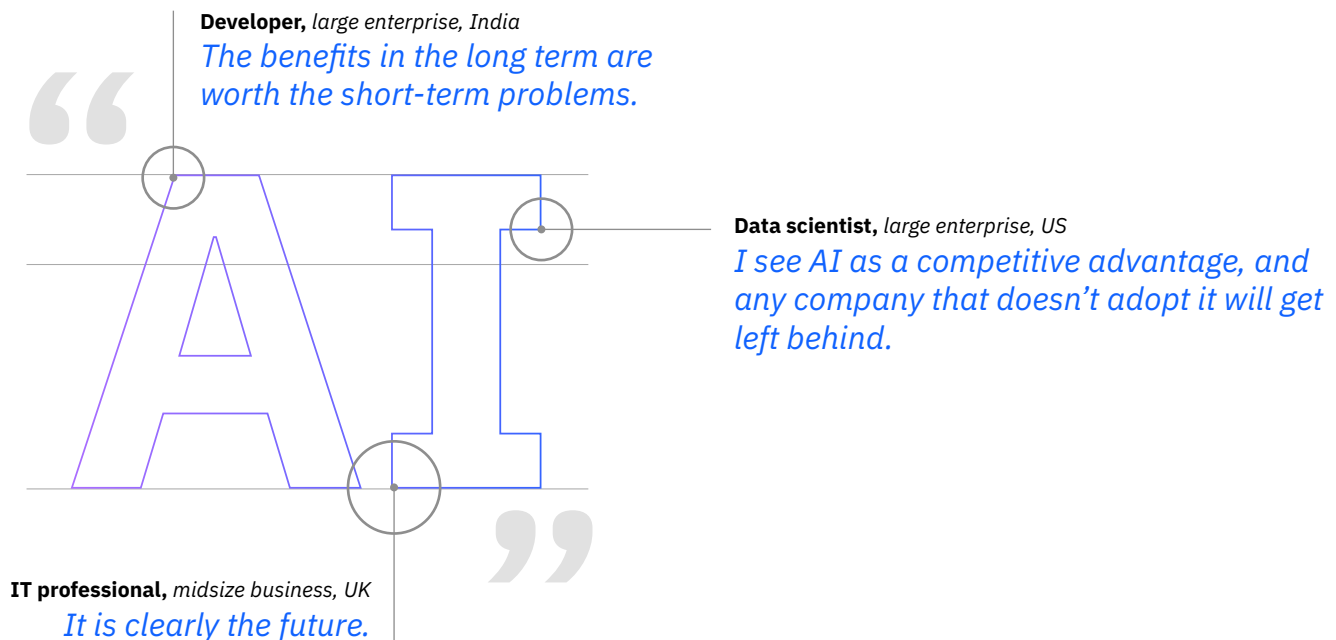 Developer, large enterprise, India
The benefits in the long term are
worth the short-term problems.
“
AI
Data scientist, large enterprise, US
I see AI as a competitive advantage, and
any company that doesn’t adopt it will get
left behind.
”
IT professional, midsize business, UK
It is clearly the future.